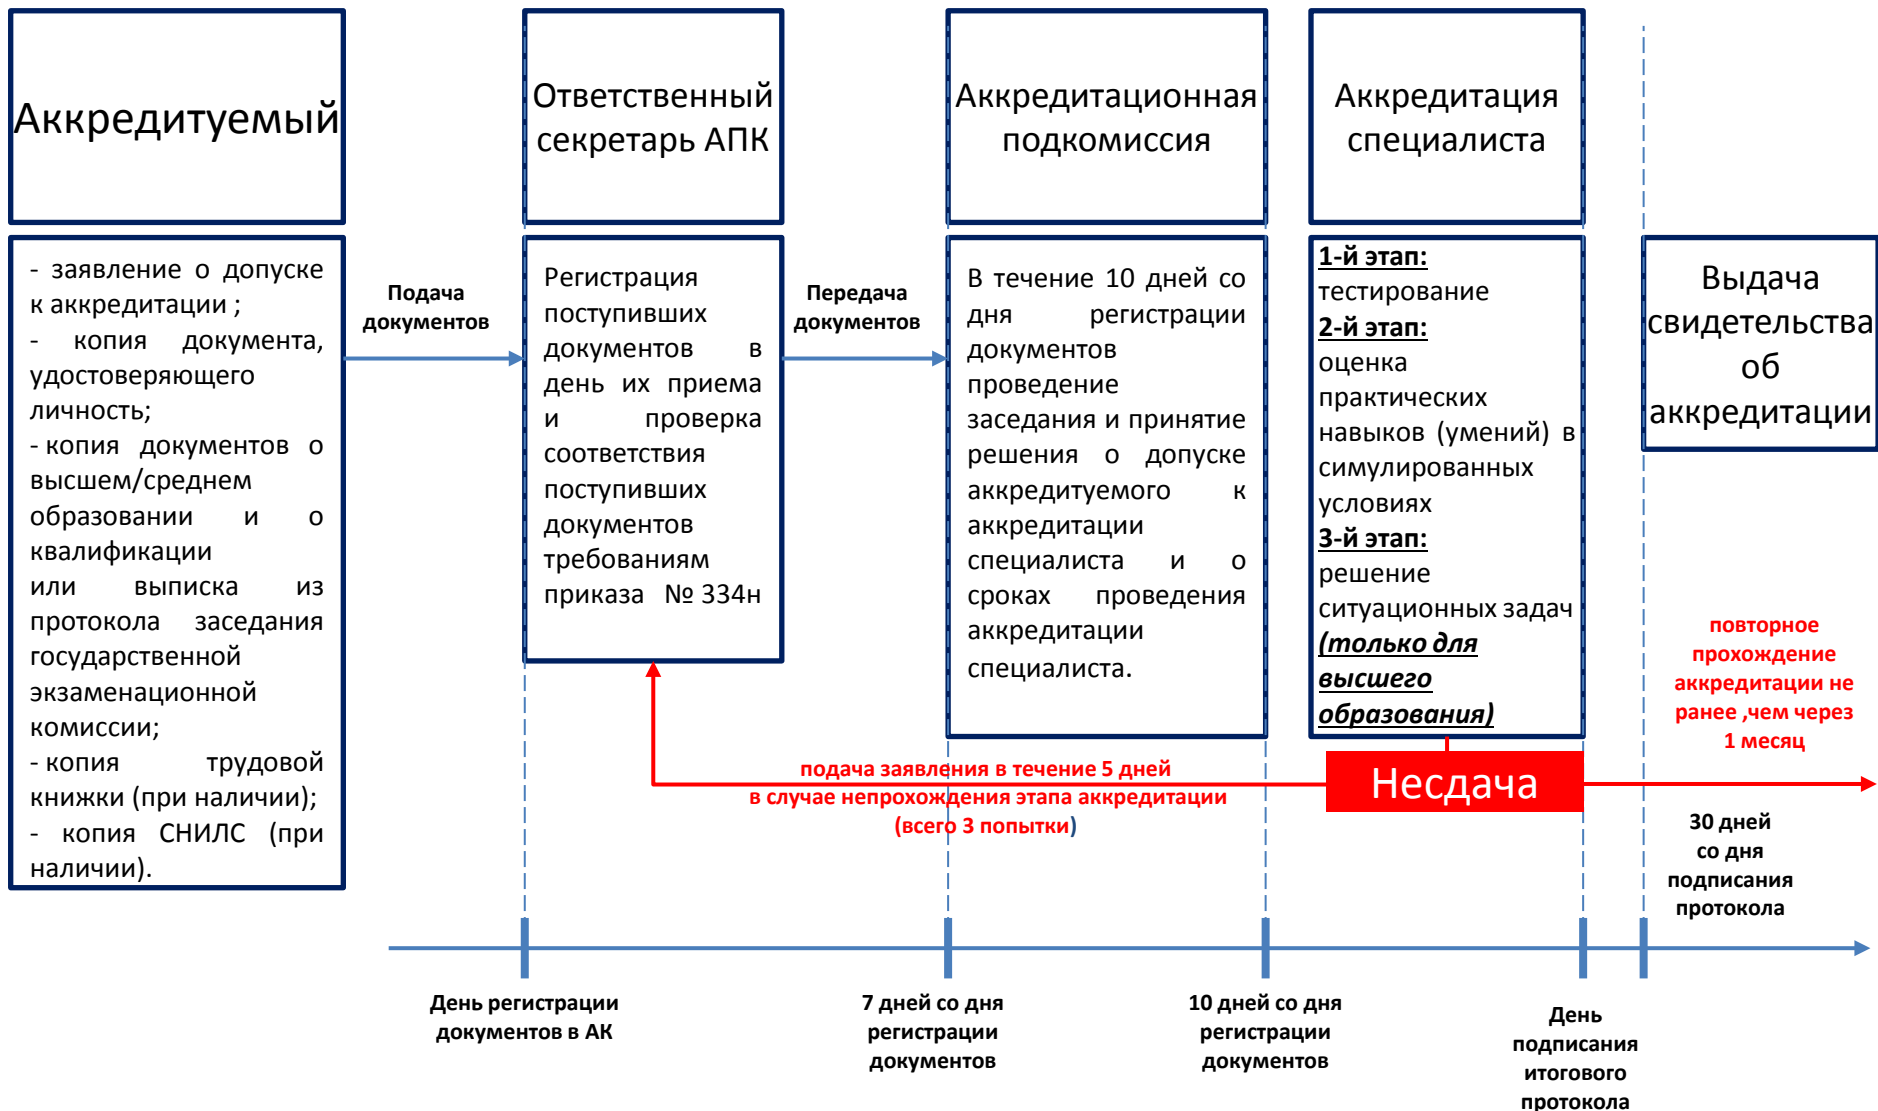 Аккредитуемый
Ответственный
секретарь АПК
Аккредитационная
подкомиссия
Аккредитация
специалиста
- заявление о допуске
к аккредитации ;
- копия документа,
удостоверяющего
личность;
- копия документов о
высшем/среднем
образовании и о
квалификации
или выписка из
протокола заседания
государственной
экзаменационной
комиссии;
- копия трудовой
книжки (при наличии);
- копия СНИЛС (при
наличии).
Подача
документов
Регистрация
поступивших
документов в
день их приема
и проверка
соответствия
поступивших
документов
требованиям
приказа № 334н
Передача
документов
В течение 10 дней со
дня регистрации
документов
проведение
заседания и принятие
решения о допуске
аккредитуемого к
аккредитации
специалиста и о
сроках проведения
аккредитации
специалиста.
1-й этап:
тестирование
2-й этап:
оценка
практических
навыков (умений) в
симулированных
условиях
3-й этап:
решение
ситуационных задач
(только для
высшего
образования)
Выдача
свидетельства
об
аккредитации
повторное
прохождение
аккредитации не
ранее ,чем через
1 месяц
Несдача
подача заявления в течение 5 дней
в случае непрохождения этапа аккредитации
(всего 3 попытки)
30 дней
со дня
подписания
протокола
День регистрации
документов в АК
7 дней со дня
регистрации
документов
10 дней со дня
регистрации
документов
День
подписания
итогового
протокола